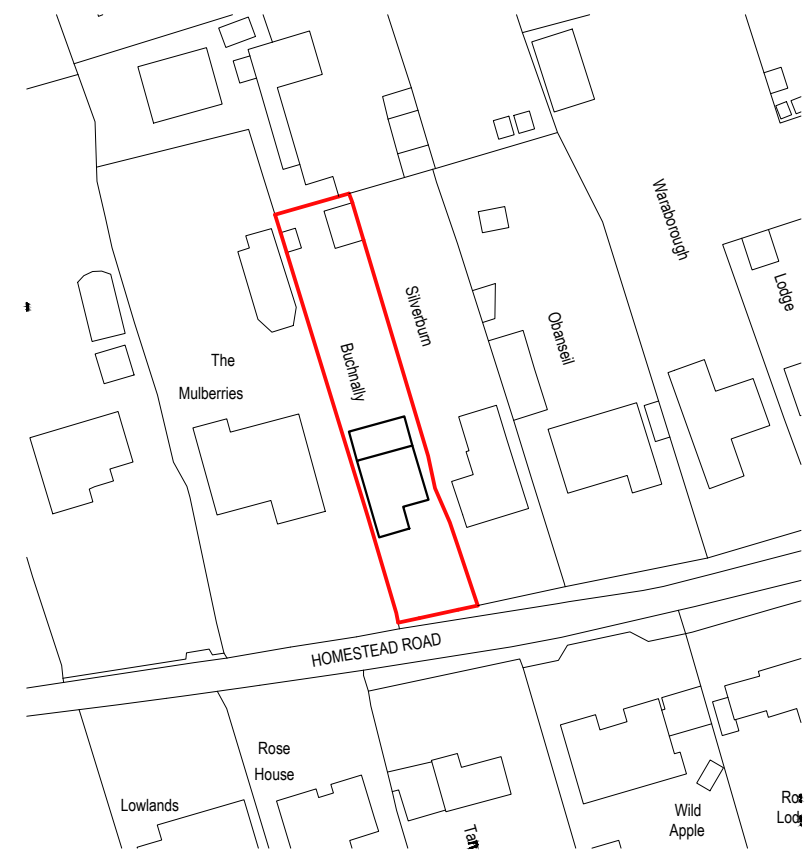 Waraborough
Lodge
Silverburn
Obanseil
The
Mulberries
Buchnally
HOMESTEAD ROAD
Rose
House
Lowlands
Wild
Apple